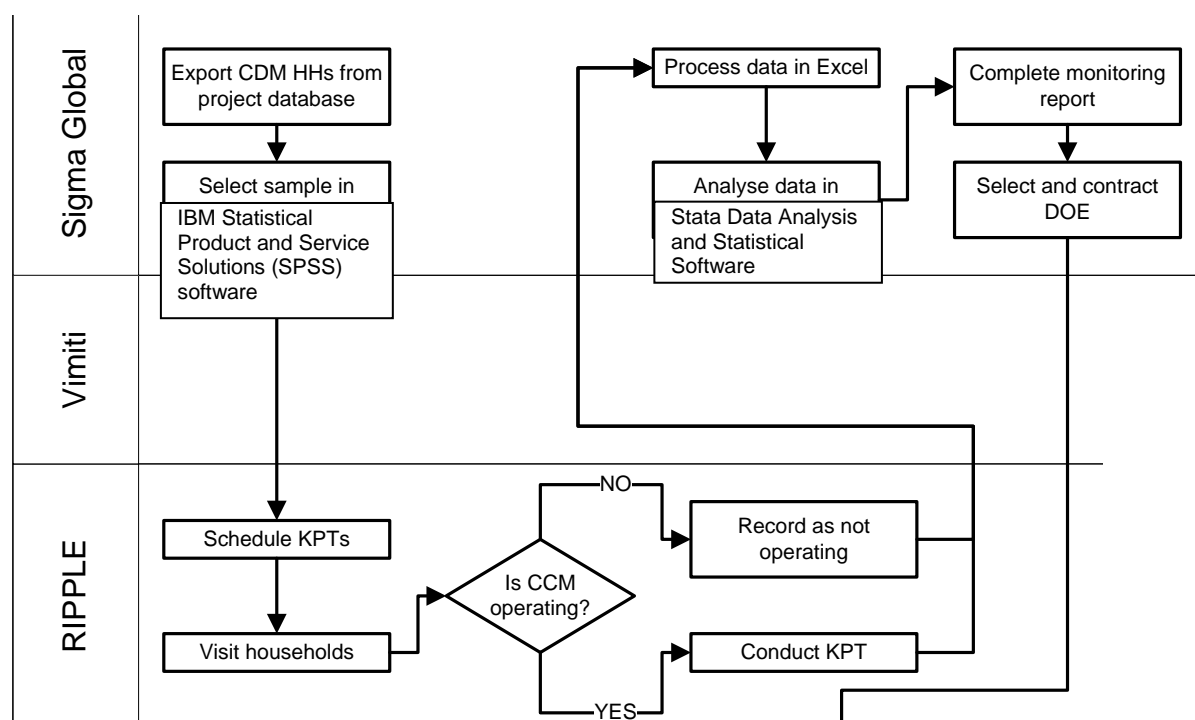 Sigma Global
Export CDM HHs from
project database
Select sample in
IBM Statistical
Product and Service
Solutions (SPSS)
software
Process data in Excel
Analyse data in
Stata Data Analysis
and Statistical
Software
Complete monitoring
report
Select and contract
DOE
Vimiti
RIPPLE
Schedule KPTs
Visit households
Is CCM
operating?
NO
Record as not
operating
YES
Conduct KPT